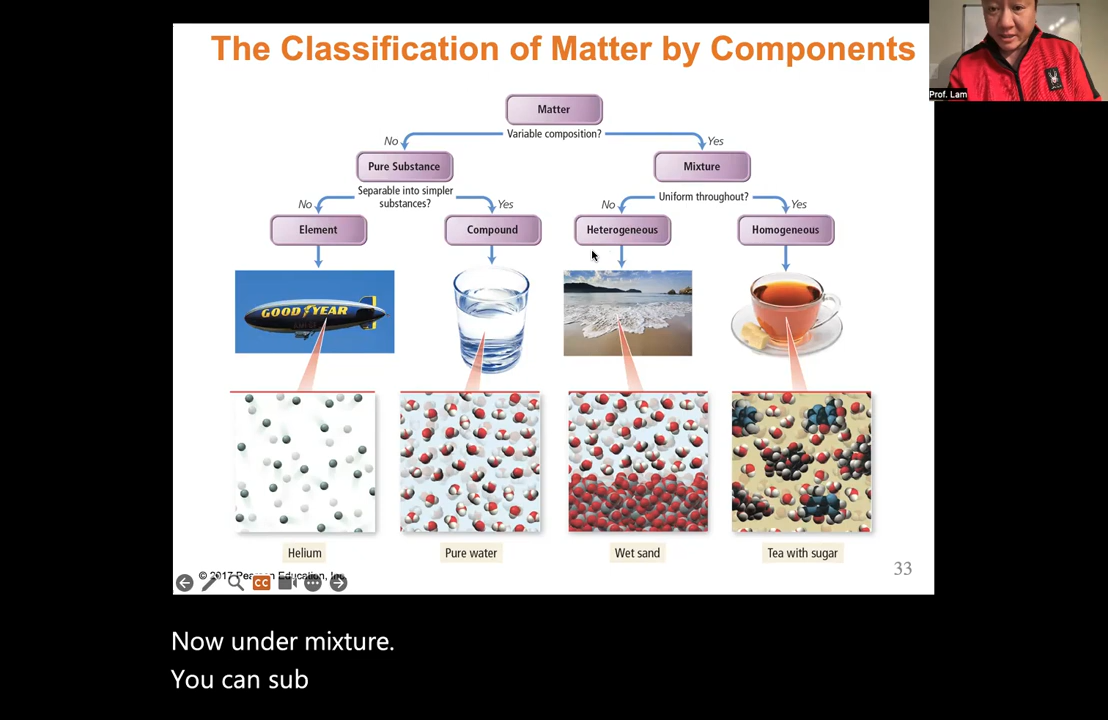 The Classification of Matter by Components
Prof. Lam
Matter
Variable composition?
No
Yes
Pure Substance
Mixture
Separable into simpler
substances?
Uniform throughout?
No
Yes
No
Yes
Element
Compound
Heterogeneous
Homogeneous
GOOD YEAR
Helium
Pure water
Wet sand
Tea with sugar
© 2017 Pearson Education, Inc.
CC
33
Now under mixture.
You can sub